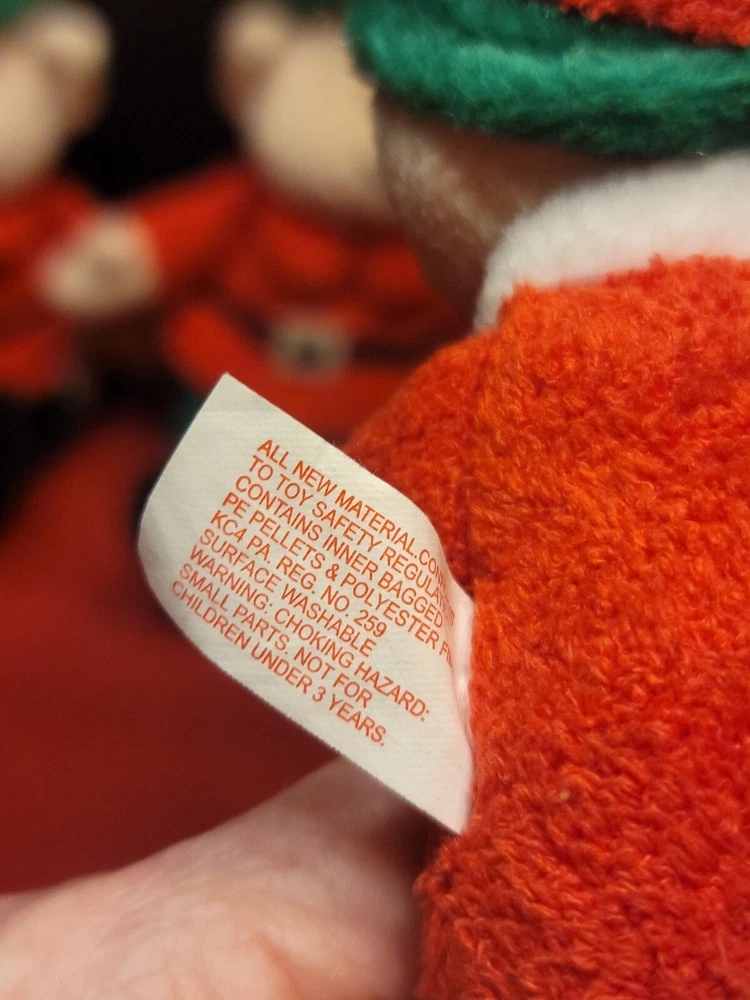 ALL NEW MATERIAL.
TO TOY SAFETY
CONTAINS INNER BAGGED
PE PELLETS & POLYESTER
KC4 PA. REG. NO. 259
SURFACE WASHABLE
WARNING: CHOKING HAZARD:
SMALL PARTS. NOT FOR
CHILDREN UNDER 3 YEARS.